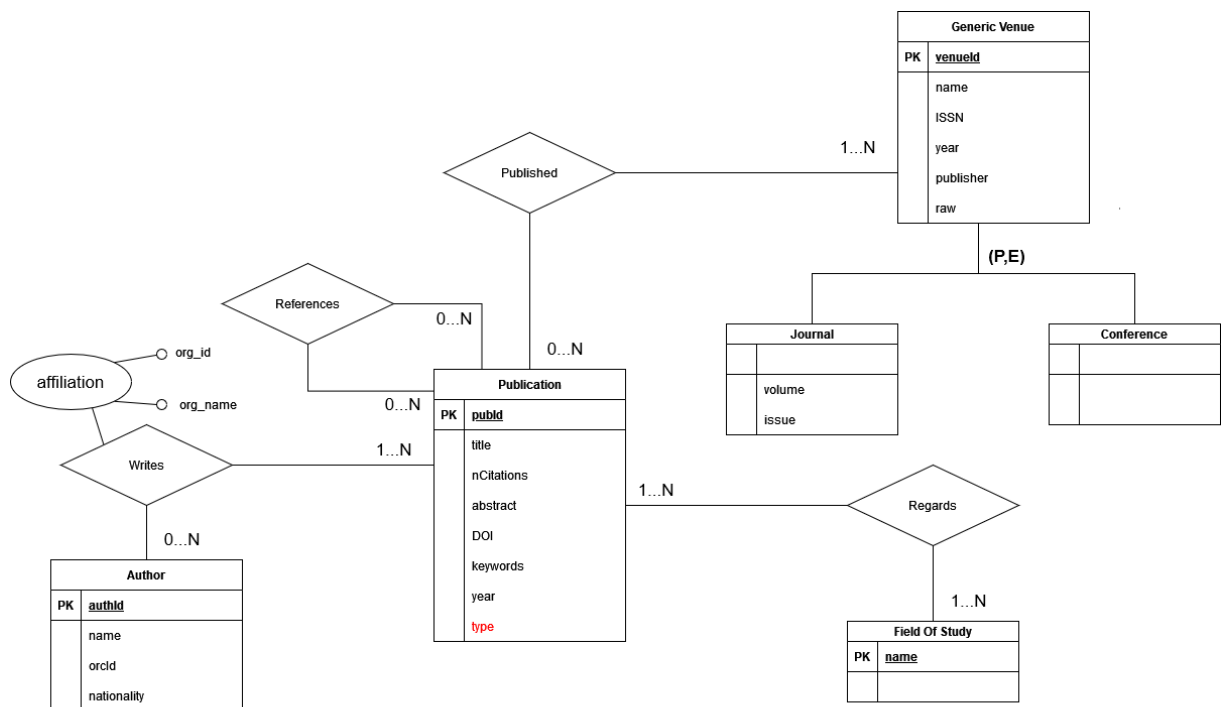 Generic Venue
PK venueId
name
ISSN
year
publisher
raw
Published
1...N
(P,E)
References
0...N
0...N
0...N
Journal
volume
issue
Conference
org_id
affiliation
org_name
Writes
1...N
0...N
Publication
PK pubId
title
nCitations
abstract
DOI
keywords
year
type
1...N
Regards
1...N
Author
PK authId
name
orcId
nationality
Field Of Study
PK name